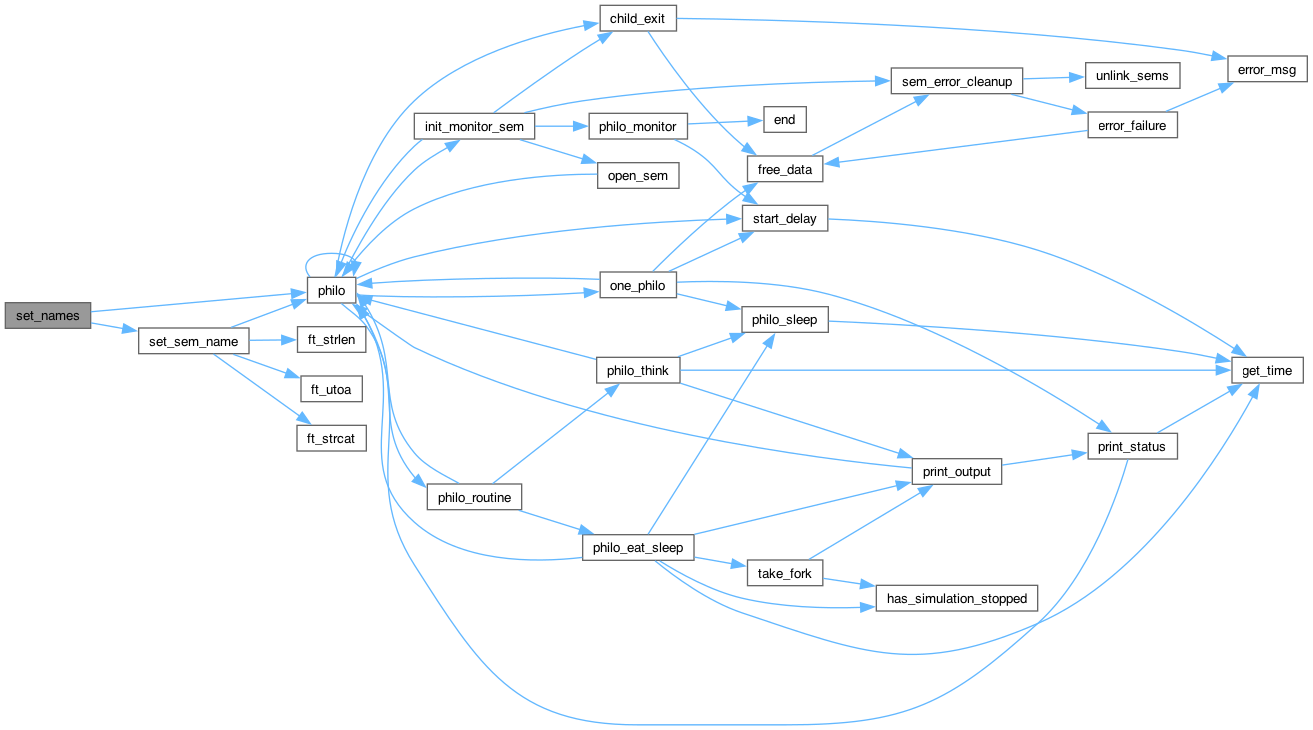 child_exit
error_msg
unlink_sems
sem_error_cleanup
end
init_monitor_sem
philo_monitor
error_failure
free_data
open_sem
start_delay
philo
one_philo
set_names
philo_sleep
set_sem_name
ft_strlen
philo_think
get_time
ft_utoa
ft_strcat
print_status
print_output
philo_routine
philo_eat_sleep
take_fork
has_simulation_stopped